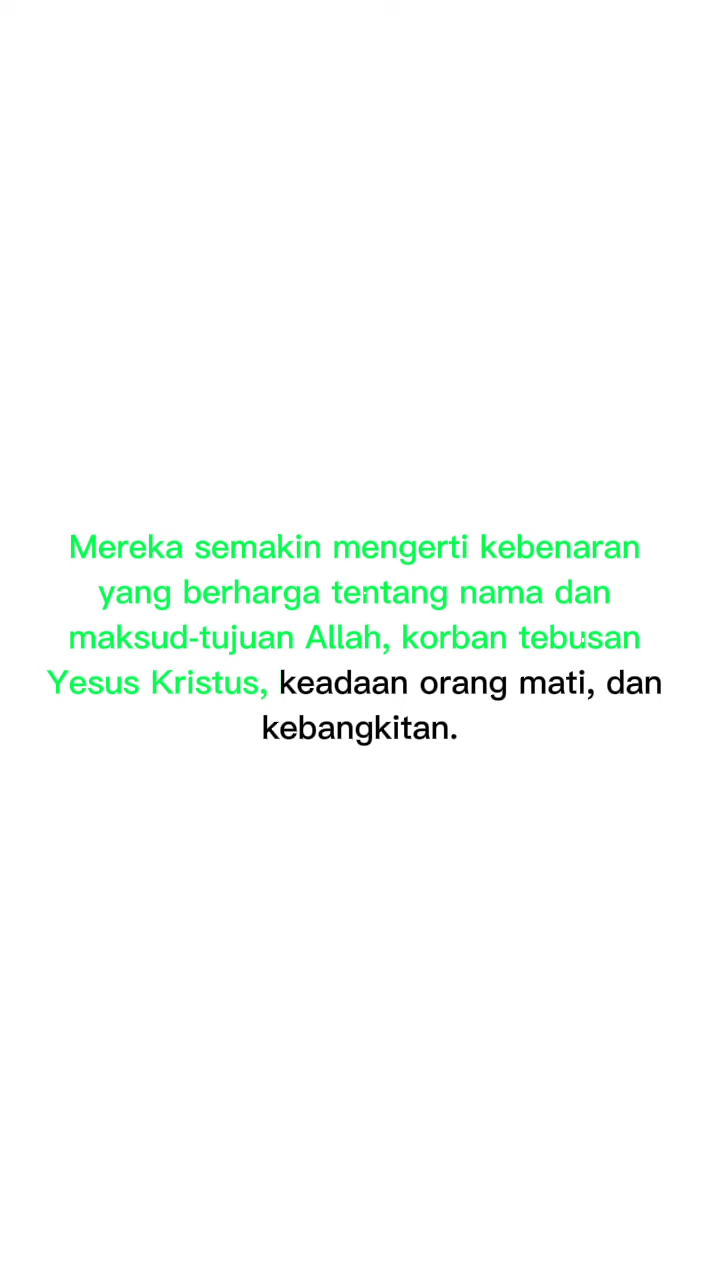 Mereka semakin mengerti kebenaran
yang berharga tentang nama dan
maksud-tujuan Allah, korban tebusan
Yesus Kristus, keadaan orang mati, dan
kebangkitan.